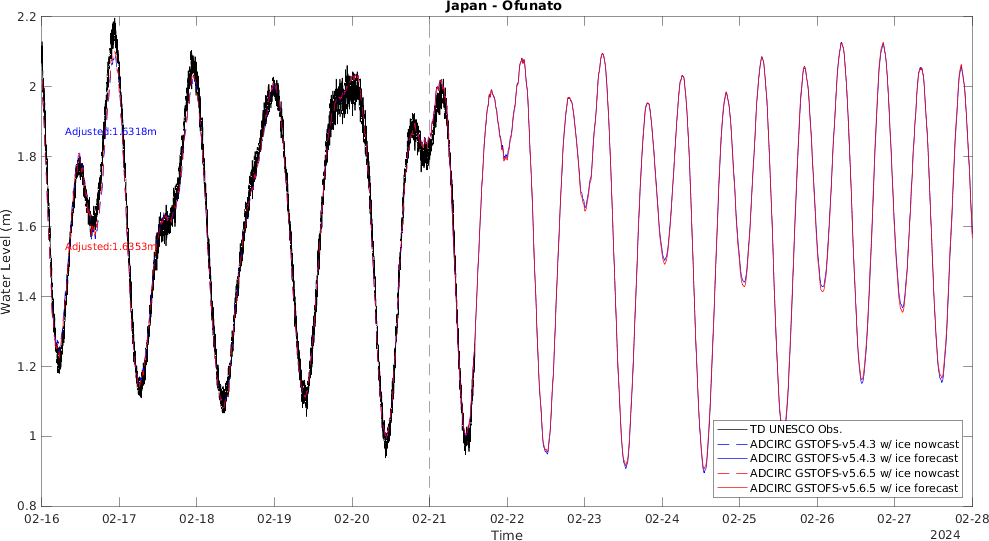 Japan - Ofunato
2.2
2
1.8
1.6
1.4
1.2
1
0.8
Water Level (m)
Adjusted:1.6318m
Adjusted:1.6353m
TD UNESCO Obs.
ADCIRC GSTOFS-v5.4.3 w/ ice nowcast
ADCIRC GSTOFS-v5.4.3 w/ ice forecast
ADCIRC GSTOFS-v5.6.5 w/ ice nowcast
ADCIRC GSTOFS-v5.6.5 w/ ice forecast
02-16 02-17 02-18 02-19 02-20 02-21 02-22 02-23 02-24 02-25 02-26 02-27 02-28
Time
2024